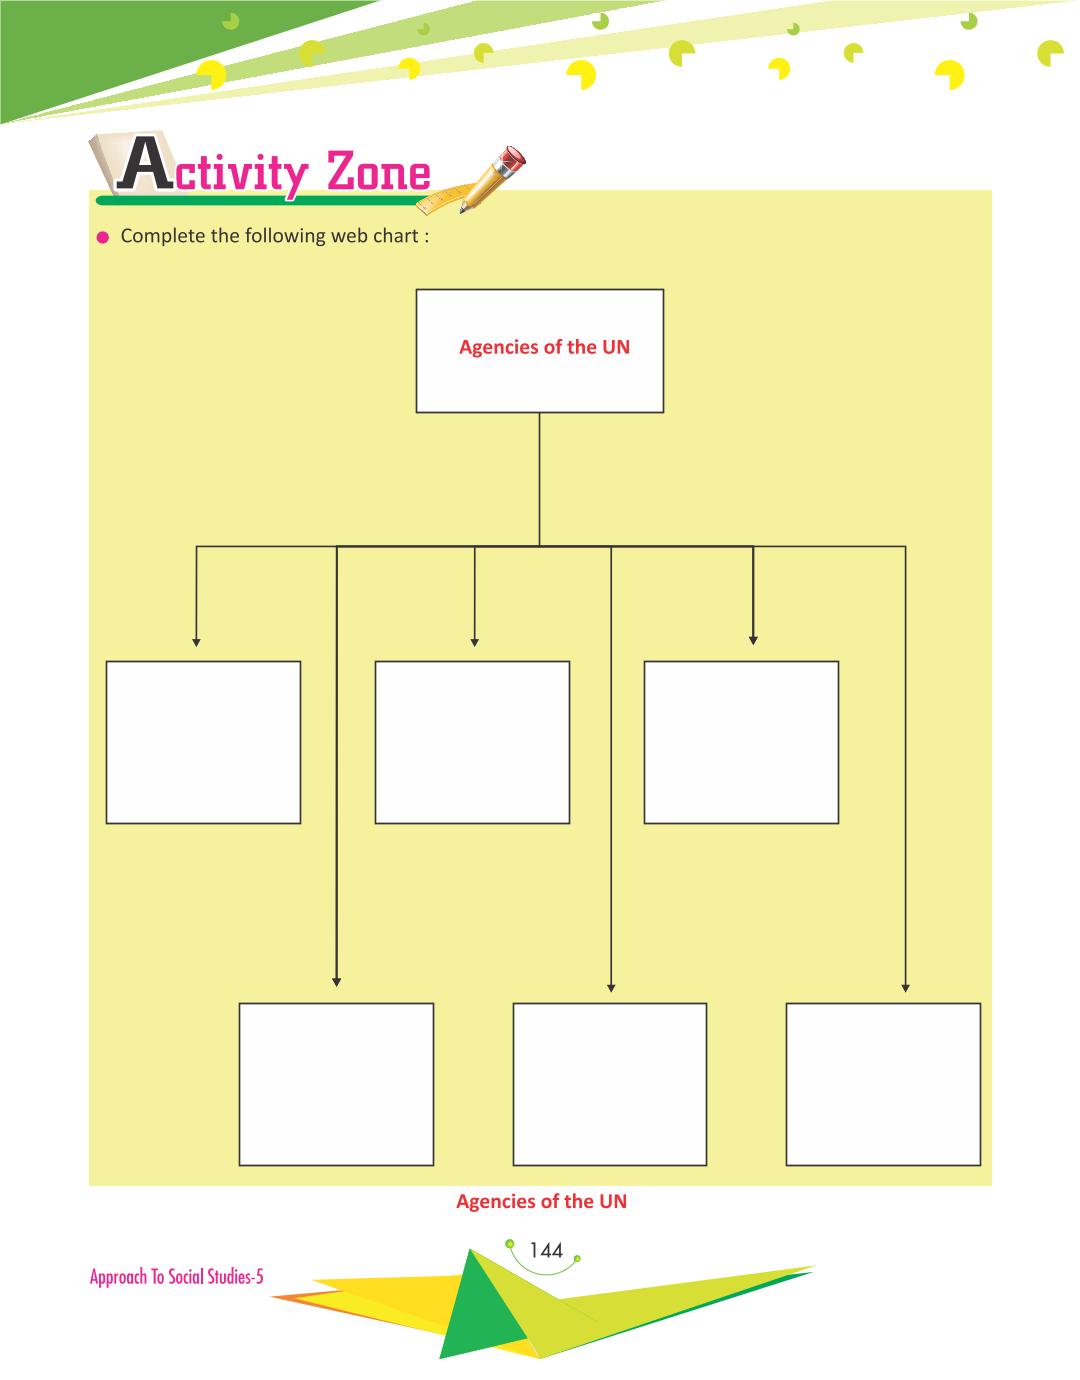 Activity Zone
Complete the following web chart :
Agencies of the UN
Agencies of the UN
144
Approach To Social Studies-5